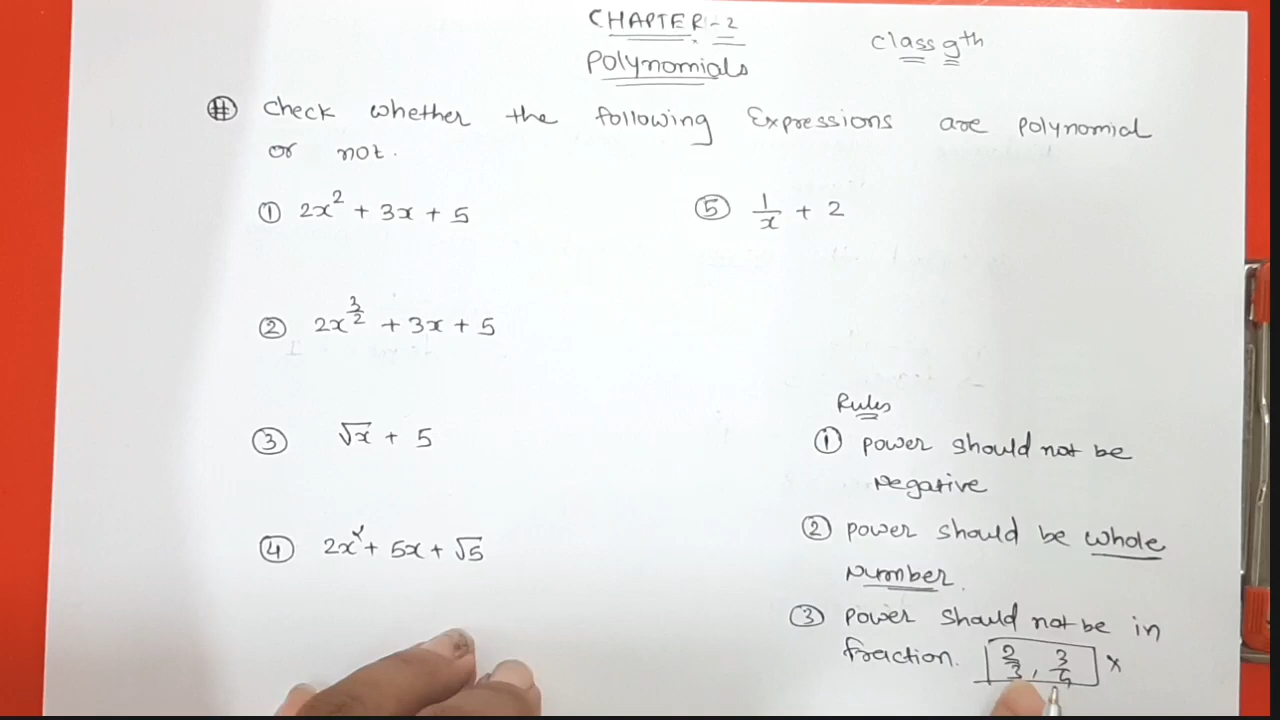 CHAPTER-2
Polynomials
Class 9th
# Check whether the following Expressions are polynomial
or not.
① 2x² + 3x + 5
② 2x^(3/2) + 3x + 5
③ √x + 5
④ 2x² + 5x + √5
⑤ 1/x + 2
Rules
① power should not be
Negative
② power should be whole
Number.
③ power should not be in
fraction. 2/3, 3/4 ×